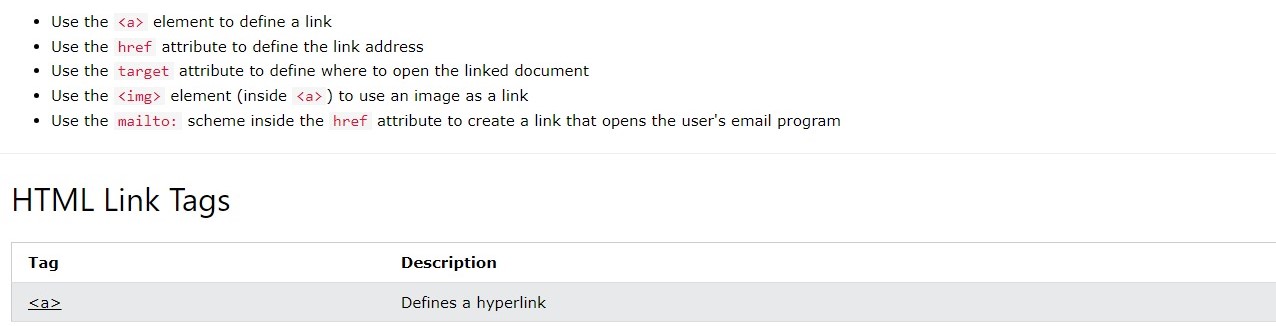 • Use the <a> element to define a link
• Use the href attribute to define the link address
• Use the target attribute to define where to open the linked document
• Use the <img> element (inside <a>) to use an image as a link
• Use the mailto: scheme inside the href attribute to create a link that opens the user's email program
HTML Link Tags
Tag Description
<a> Defines a hyperlink